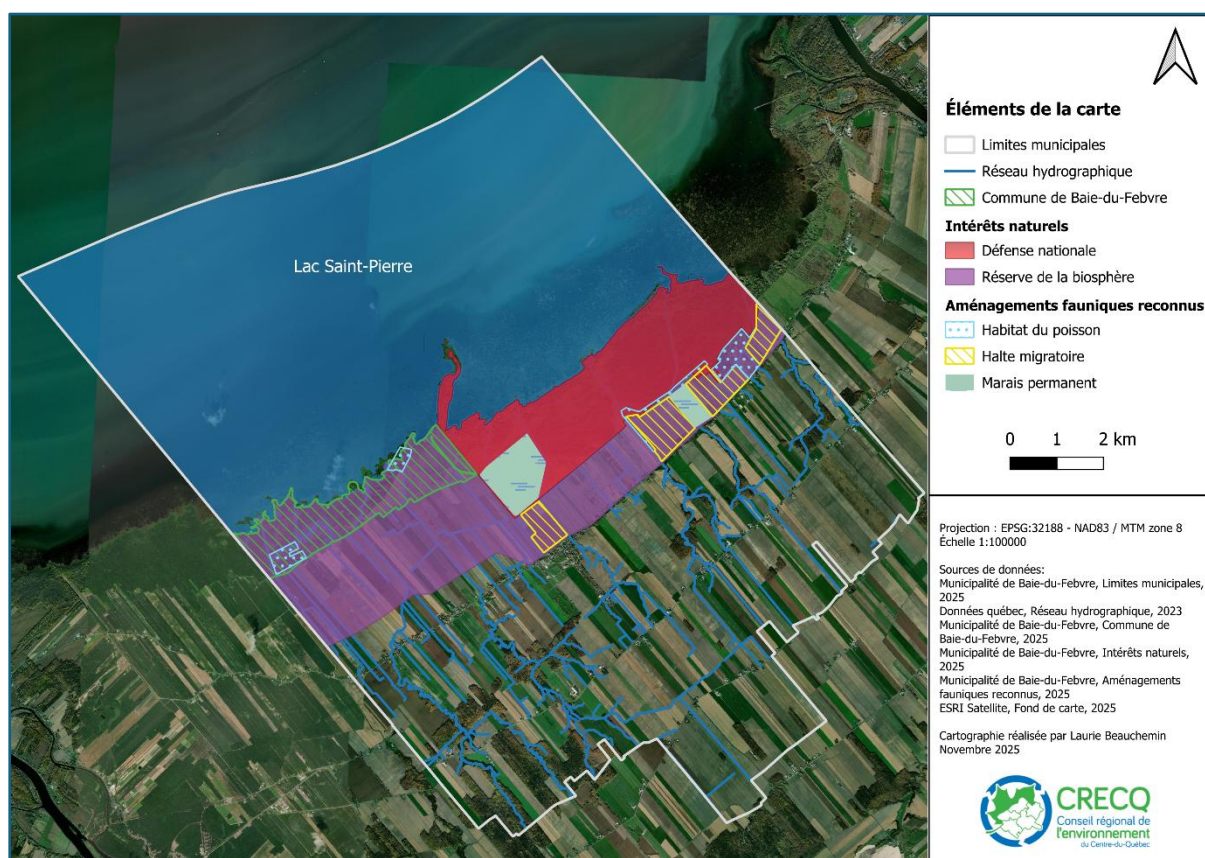 Lac Saint-Pierre
Éléments de la carte
Limites municipales
Réseau hydrographique
Commune de Baie-du-Febvre
Intérêts naturels
Défense nationale
Réserve de la biosphère
Aménagements fauniques reconnus
Habitat du poisson
Halte migratoire
Marais permanent
0 1 2 km
Projection : EPSG:32188 - NAD83 / MTM zone 8
Échelle 1:100000
Sources de données:
Municipalité de Baie-du-Febvre, Limites municipales,
2025
Données québec, Réseau hydrographique, 2023
Municipalité de Baie-du-Febvre, Commune de
Baie-du-Febvre, 2025
Municipalité de Baie-du-Febvre, Intérêts naturels,
2025
Municipalité de Baie-du-Febvre, Aménagements
fauniques reconnus, 2025
ESRI Satellite, Fond de carte, 2025
Cartographie réalisée par Laurie Beauchemin
Novembre 2025
CRECQ
Conseil régional de
l'environnement
du Centre-du-Québec